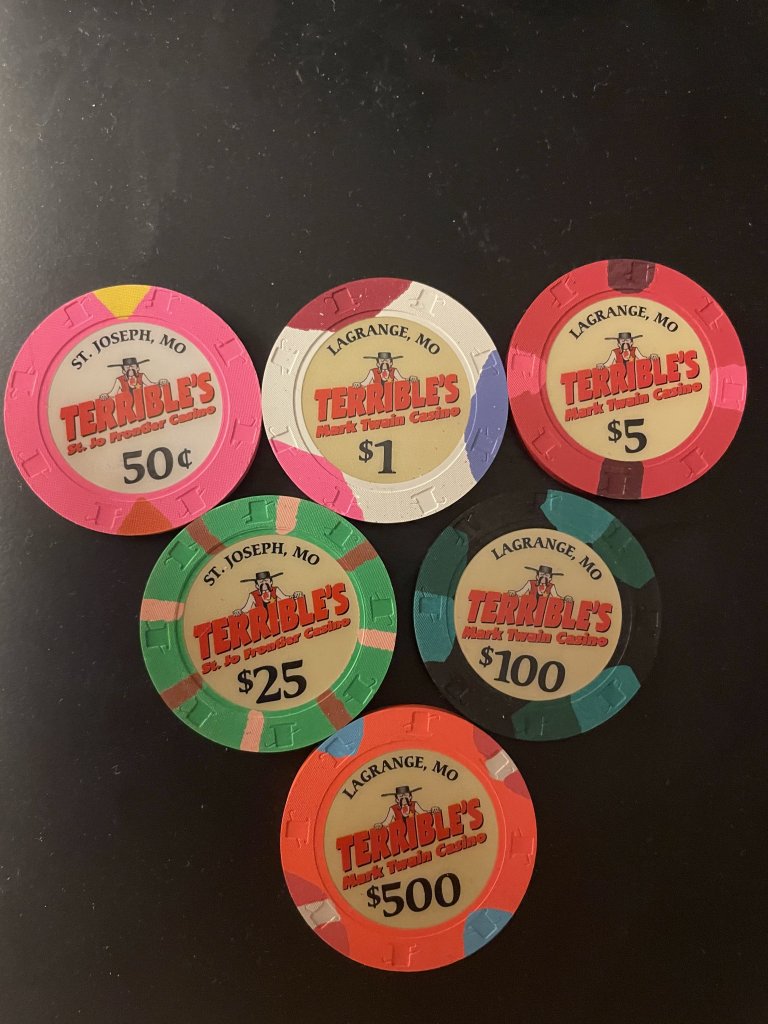 ST. JOSEPH, MO
TERRIBLE'S
St. Jo Frontier Casino
50¢
LAGRANGE, MO
TERRIBLE'S
Mark Twain Casino
$1
LAGRANGE, MO
TERRIBLE'S
Mark Twain Casino
$5
ST. JOSEPH, MO
TERRIBLE'S
St. Jo Frontier Casino
$25
LAGRANGE, MO
TERRIBLE'S
Mark Twain Casino
$100
LAGRANGE, MO
TERRIBLE'S
Mark Twain Casino
$500